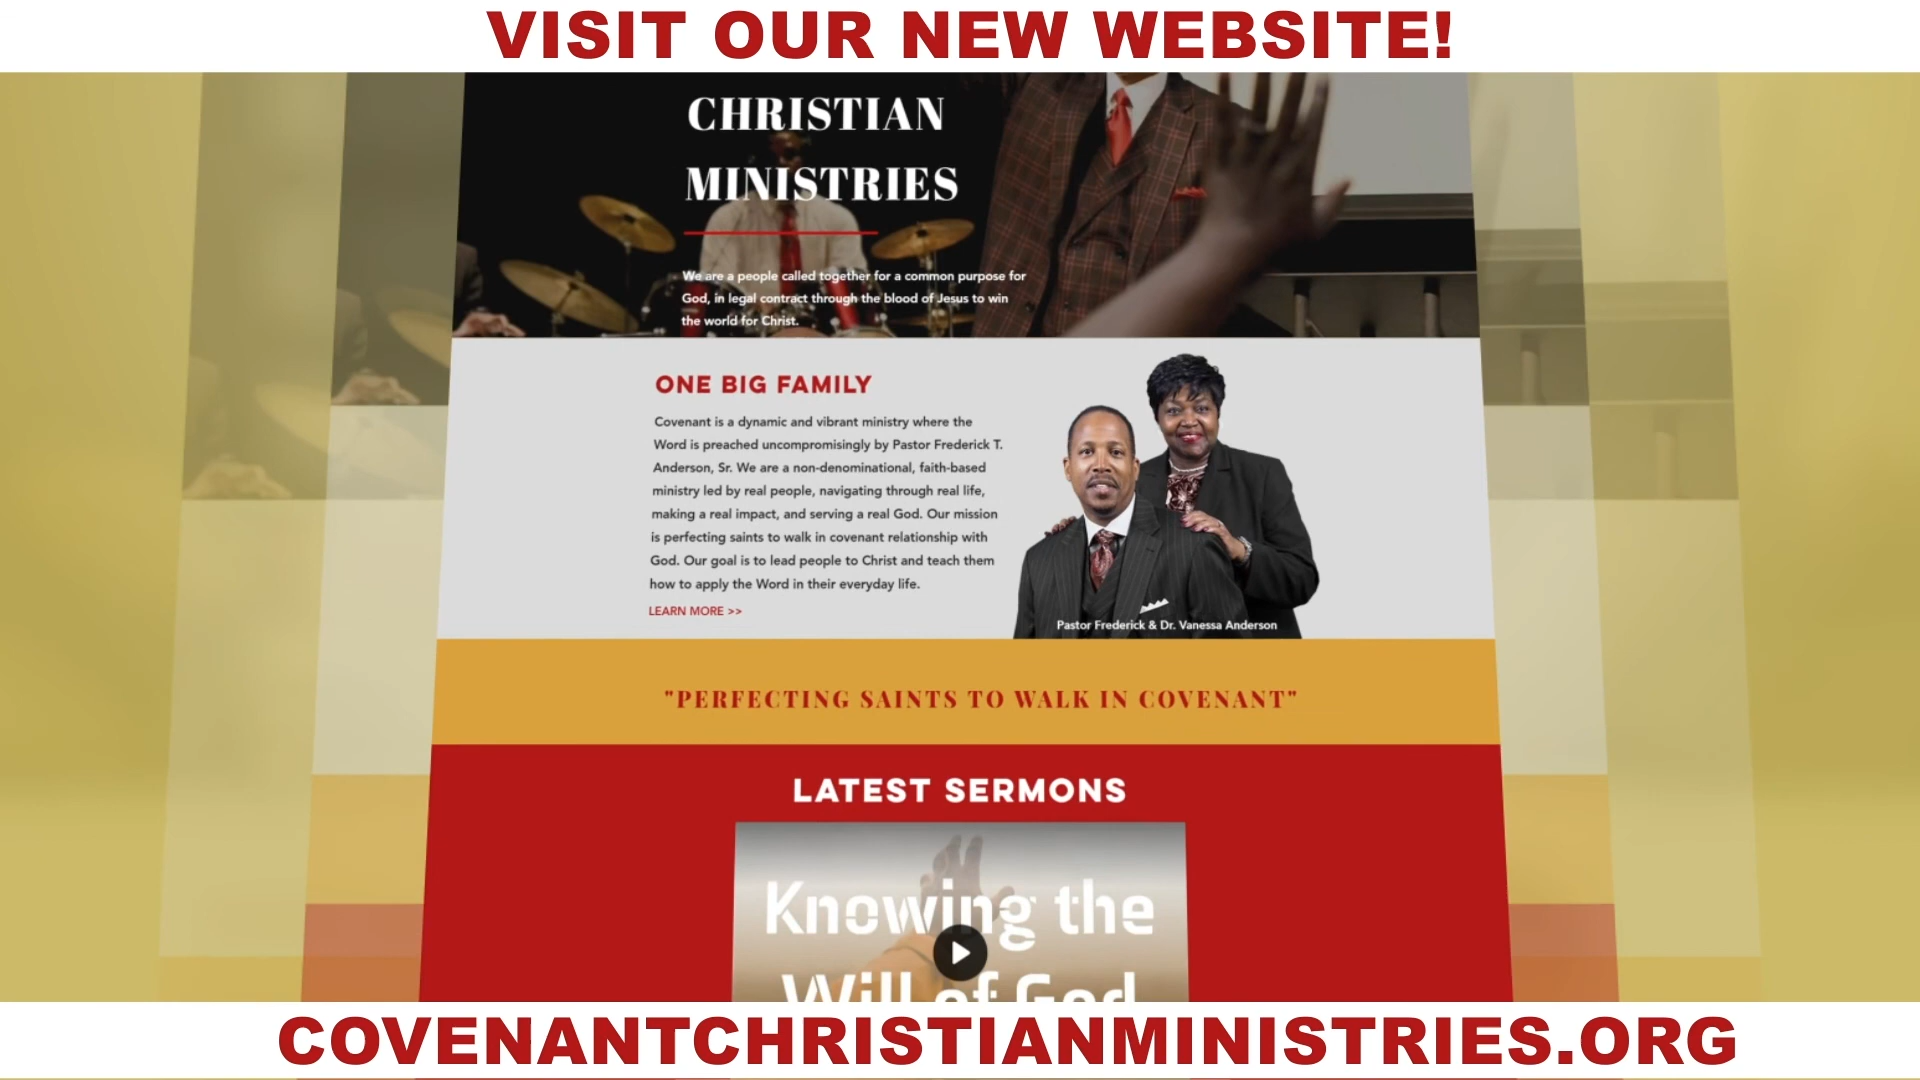 VISIT OUR NEW WEBSITE!
CHRISTIAN
MINISTRIES
We are a people called together for a common purpose for
God, in legal contract through the blood of Jesus to win
the world for Christ.
ONE BIG FAMILY
Covenant is a dynamic and vibrant ministry where the
Word is preached uncompromisingly by Pastor Frederick T.
Anderson, Sr. We are a non-denominational, faith-based
ministry led by real people, navigating through real life,
making a real impact, and serving a real God. Our mission
is perfecting saints to walk in covenant relationship with
God. Our goal is to lead people to Christ and teach them
how to apply the Word in their everyday life.
LEARN MORE >>
Pastor Frederick & Dr. Vanessa Anderson
"PERFECTING SAINTS TO WALK IN COVENANT"
LATEST SERMONS
Knowing the
Will of God
COVENANTCHRISTIANMINISTRIES.ORG